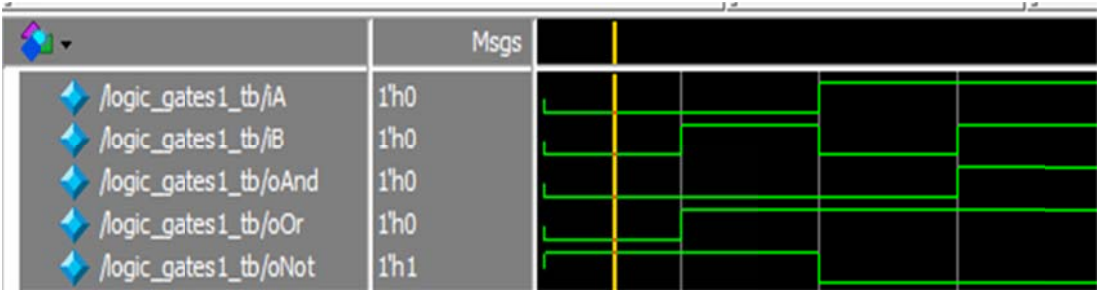 Msgs
/logic_gates1_tb/iA 1'h0
/logic_gates1_tb/iB 1'h0
/logic_gates1_tb/oAnd 1'h0
/logic_gates1_tb/oOr 1'h0
/logic_gates1_tb/oNot 1'h1